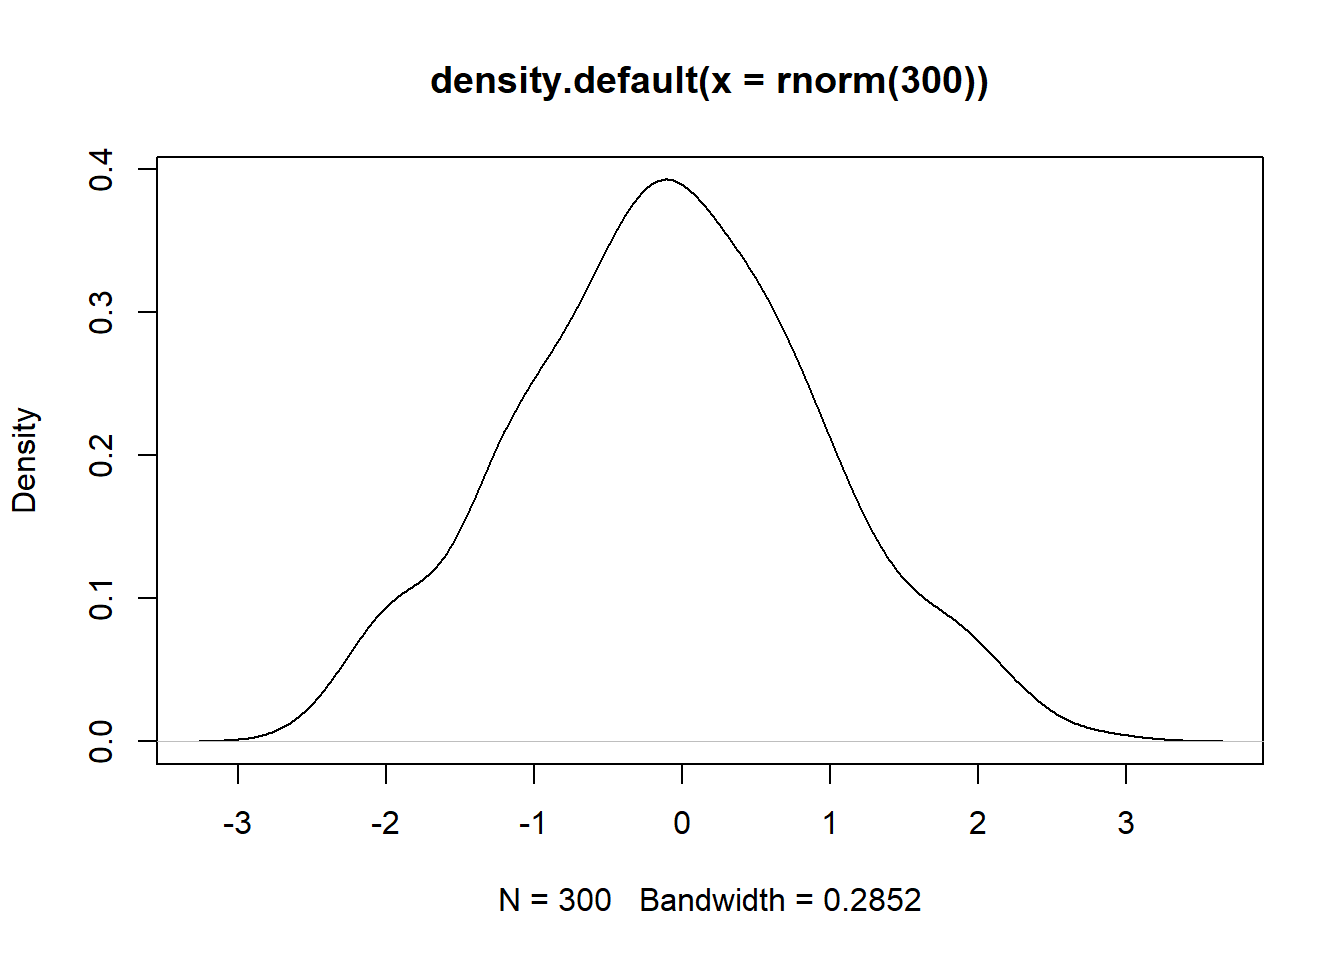 density.default(x = rnorm(300))
Density
0.4
0.3
0.2
0.1
0.0
-3 -2 -1 0 1 2 3
N = 300 Bandwidth = 0.2852